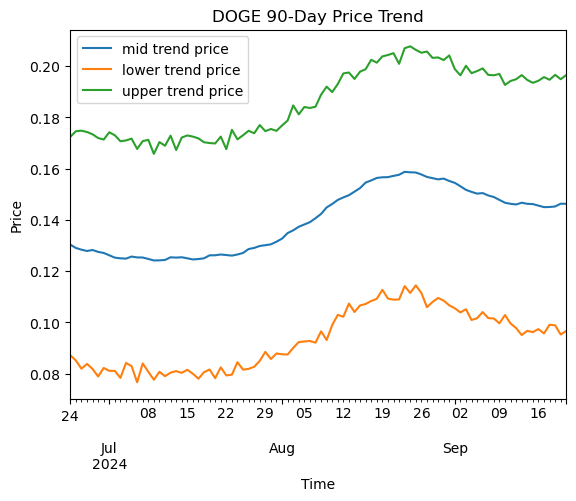 DOGE 90-Day Price Trend
mid trend price
lower trend price
upper trend price
0.20
0.18
0.16
0.14
0.12
0.10
0.08
Price
24 08 15 22 29 05 12 19 26 02 09 16
Jul Aug Sep
2024
Time